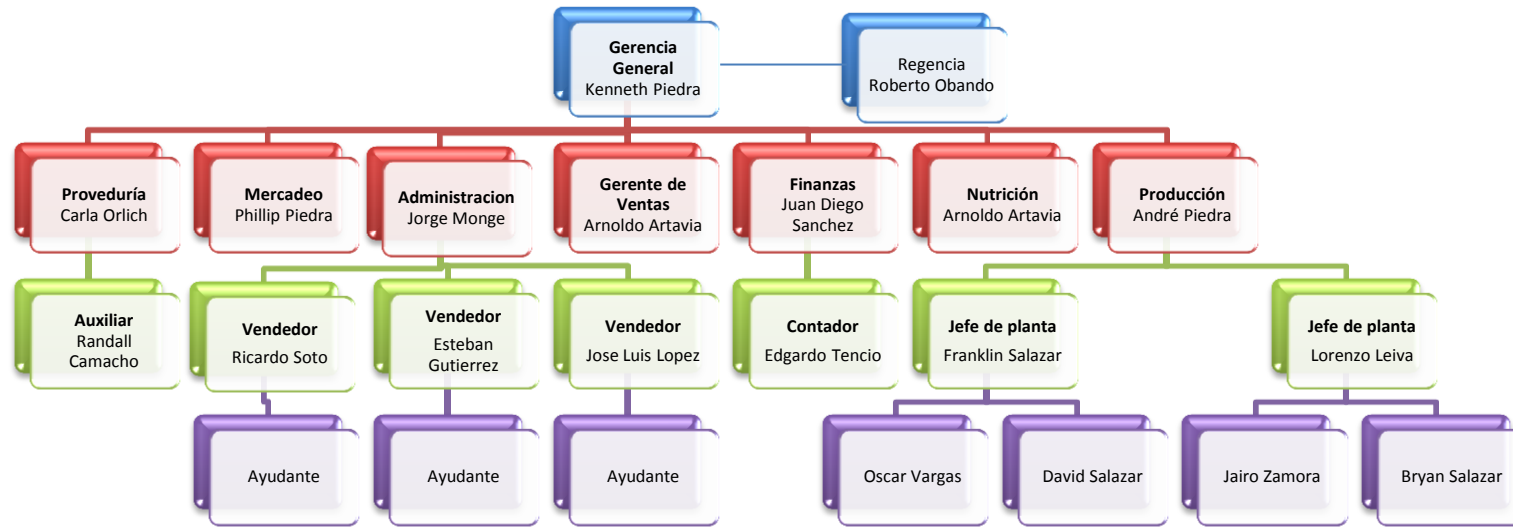 Gerencia
General
Kenneth Piedra
Regencia
Roberto Obando
Proveduría
Carla Orlich
Mercadeo
Phillip Piedra
Administracion
Jorge Monge
Gerente de
Ventas
Arnoldo Artavia
Finanzas
Juan Diego
Sanchez
Nutrición
Arnoldo Artavia
Producción
André Piedra
Auxiliar
Randall
Camacho
Vendedor
Ricardo Soto
Vendedor
Esteban
Gutierrez
Vendedor
Jose Luis Lopez
Contador
Edgardo Tencio
Jefe de planta
Franklin Salazar
Jefe de planta
Lorenzo Leiva
Ayudante
Ayudante
Ayudante
Oscar Vargas
David Salazar
Jairo Zamora
Bryan Salazar